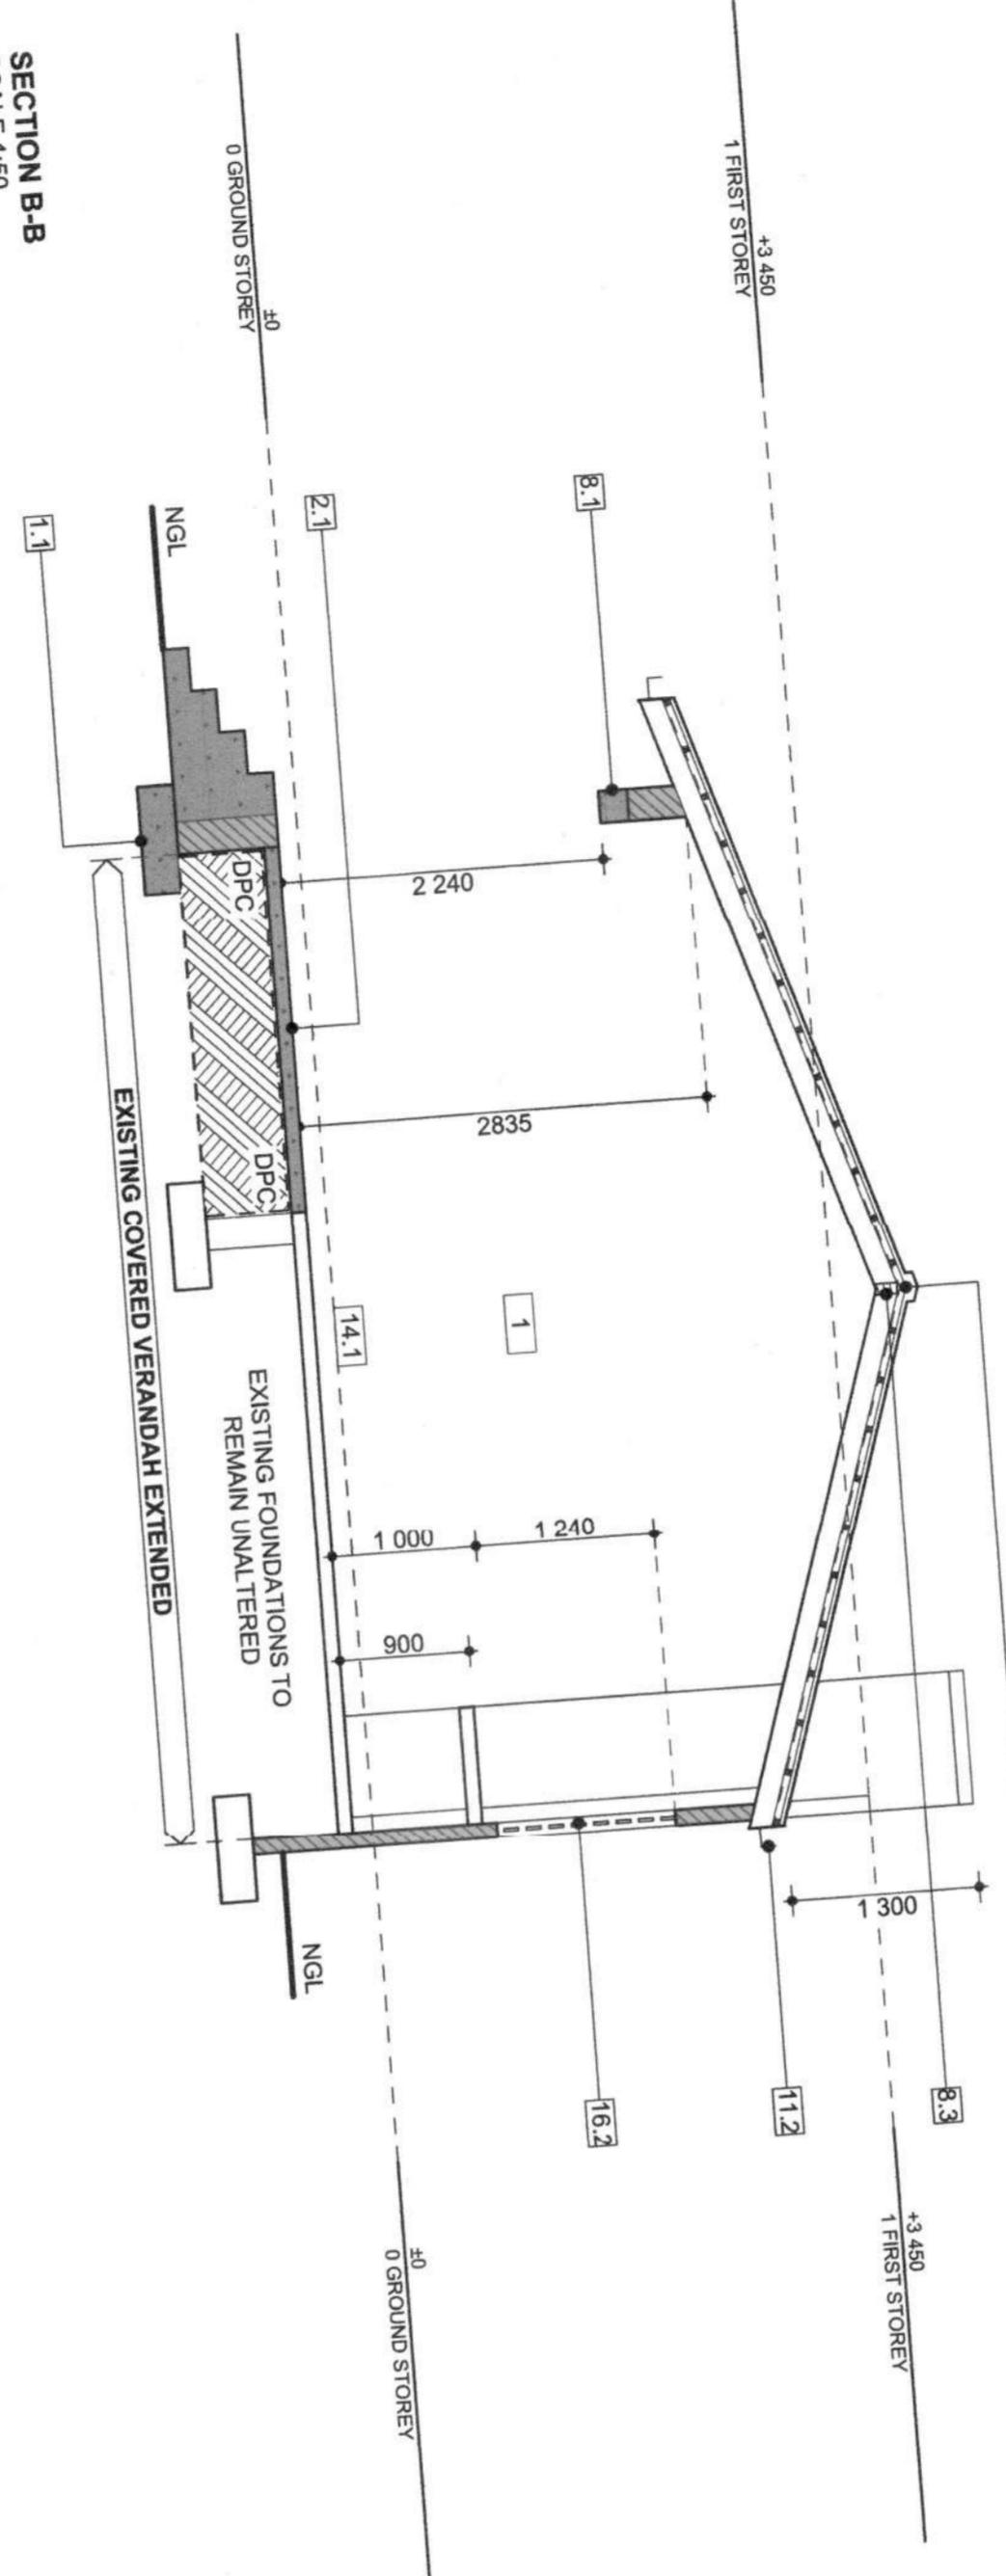 +3 450
1 FIRST STOREY
+3 450
1 FIRST STOREY
8.3
11.2
1 300
8.1
16.2
2 240
2835
1
1 240
1 000
900
2.1
14.1
±0
0 GROUND STOREY
±0
0 GROUND STOREY
DPC
DPC
NGL
NGL
EXISTING FOUNDATIONS TO
REMAIN UNALTERED
1.1
EXISTING COVERED VERANDAH EXTENDED
SECTION B-B
SCALE 1:50